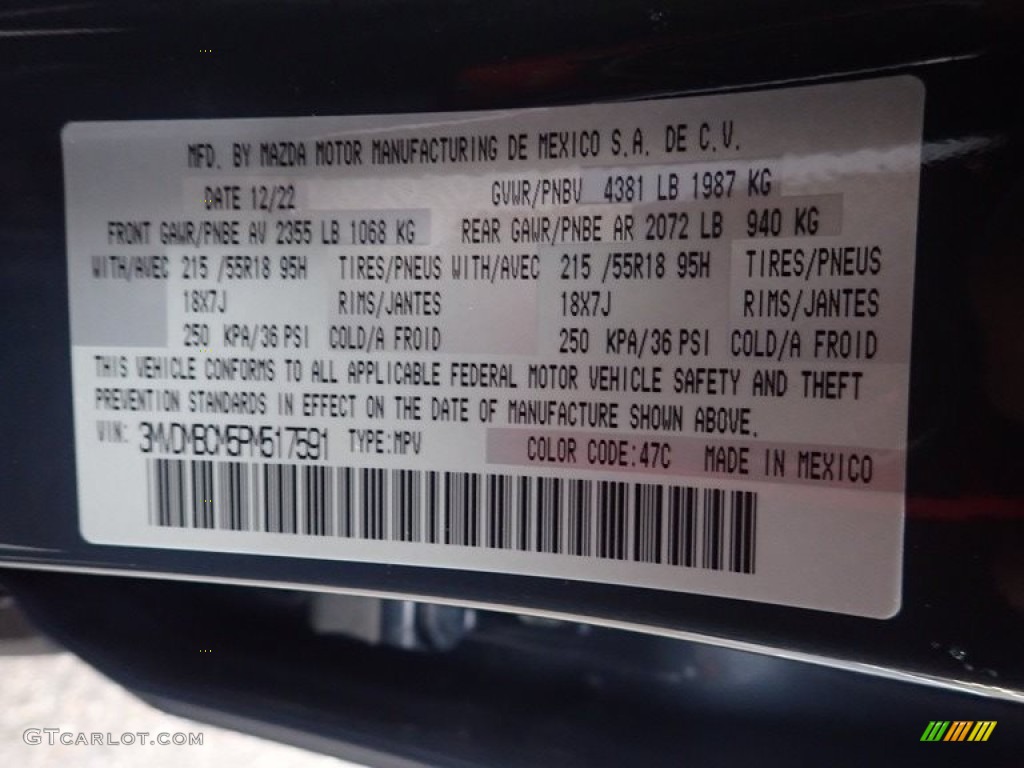 MFD. BY MAZDA MOTOR MANUFACTURING DE MEXICO S.A. DE C.V.
DATE 12/22 GVWR/PNBV 4381 LB 1987 KG
FRONT GAWR/PNBE AV 2355 LB 1068 KG REAR GAWR/PNBE AR 2072 LB 940 KG
WITH/AVEC 215 /55R18 95H TIRES/PNEUS WITH/AVEC 215 /55R18 95H TIRES/PNEUS
18X7J RIMS/JANTES 18X7J RIMS/JANTES
250 KPA/36 PSI COLD/A FROID 250 KPA/36 PSI COLD/A FROID
THIS VEHICLE CONFORMS TO ALL APPLICABLE FEDERAL MOTOR VEHICLE SAFETY AND THEFT
PREVENTION STANDARDS IN EFFECT ON THE DATE OF MANUFACTURE SHOWN ABOVE.
VIN: 3MVDMBCM5PM517591 TYPE:MPV COLOR CODE:47C MADE IN MEXICO
GTcarlot.com